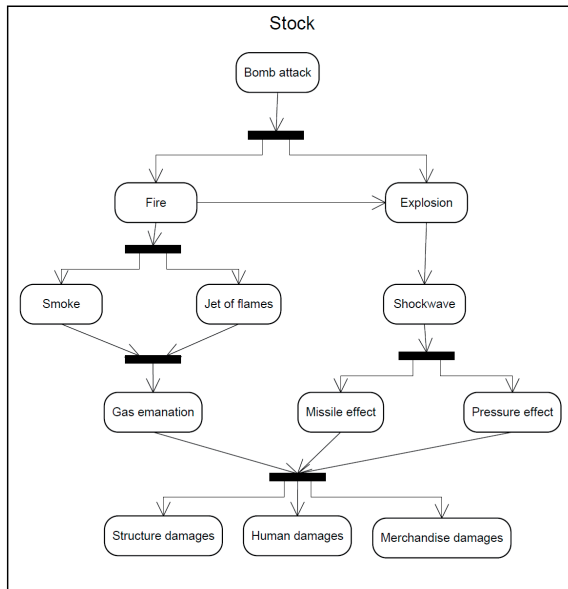 Stock
Bomb attack
Fire
Explosion
Smoke
Jet of flames
Shockwave
Gas emanation
Missile effect
Pressure effect
Structure damages
Human damages
Merchandise damages